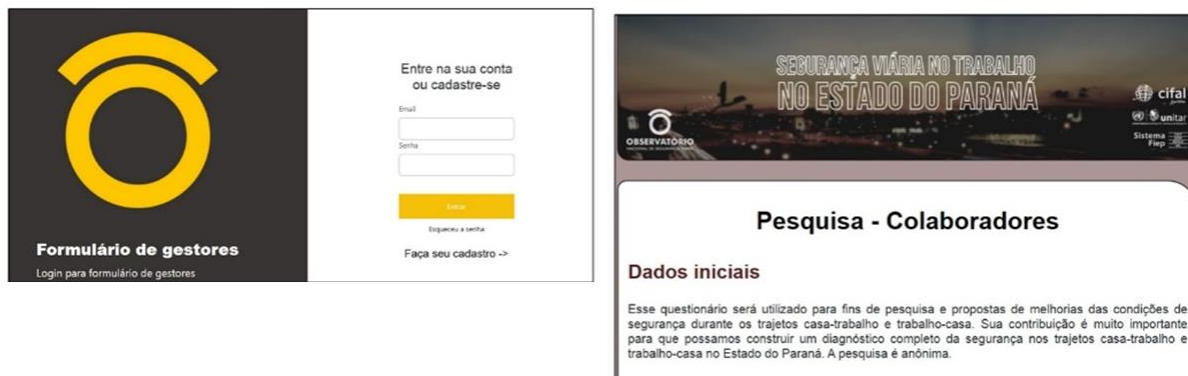 Formulário de gestores
Login para formulário de gestores
Entre na sua conta
ou cadastre-se
Email
Senha
Entrar
Esqueceu a senha
Faça seu cadastro ->
SEGURANÇA VIÁRIA NO TRABALHO
NO ESTADO DO PARANÁ
OBSERVATÓRIO
cifal
unitar
Sistema
Fiep
Pesquisa - Colaboradores
Dados iniciais
Esse questionário será utilizado para fins de pesquisa e propostas de melhorias das condições de
segurança durante os trajetos casa-trabalho e trabalho-casa. Sua contribuição é muito importante
para que possamos construir um diagnóstico completo da segurança nos trajetos casa-trabalho e
trabalho-casa no Estado do Paraná. A pesquisa é anônima.